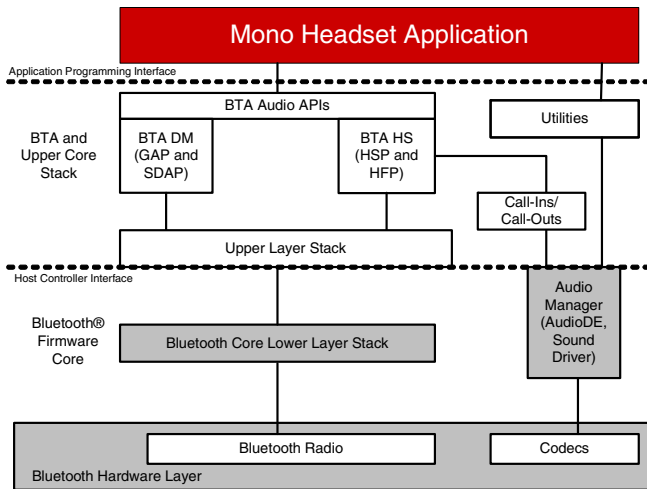 Mono Headset Application
Application Programming Interface
BTA Audio APIs
Utilities
BTA and
Upper Core
Stack
BTA DM
(GAP and
SDAP)
BTA HS
(HSP and
HFP)
Call-Ins/
Call-Outs
Upper Layer Stack
Host Controller Interface
Bluetooth®
Firmware
Core
Bluetooth Core Lower Layer Stack
Audio
Manager
(AudioDE,
Sound
Driver)
Bluetooth Radio
Codecs
Bluetooth Hardware Layer